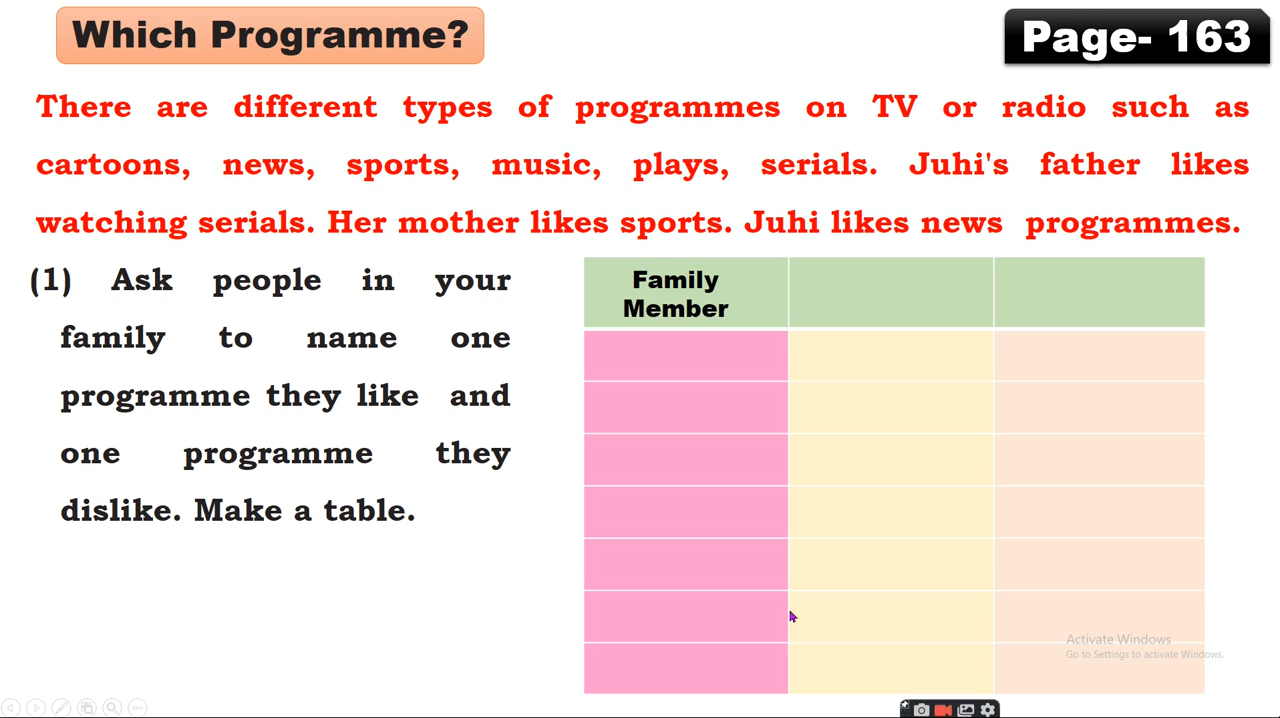 Which Programme?
Page- 163
There are different types of programmes on TV or radio such as
cartoons, news, sports, music, plays, serials. Juhi's father likes
watching serials. Her mother likes sports. Juhi likes news programmes.
(1) Ask people in your
family to name one
programme they like and
one programme they
dislike. Make a table.
Family
Member
Activate Windows
Go to Settings to activate Windows.